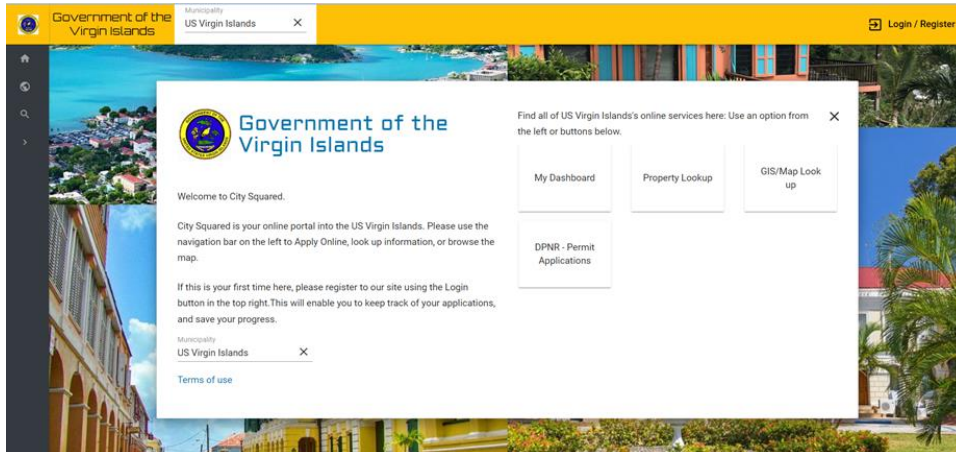 Government of the
Virgin Islands
Municipality
US Virgin Islands
Login / Register
Government of the
Virgin Islands
Welcome to City Squared.
City Squared is your online portal into the US Virgin Islands. Please use the
navigation bar on the left to Apply Online, look up information, or browse the
map.
If this is your first time here, please register to our site using the Login
button in the top right.This will enable you to keep track of your applications,
and save your progress.
Municipality
US Virgin Islands
Terms of use
Find all of US Virgin Islands's online services here: Use an option from
the left or buttons below.
My Dashboard
Property Lookup
GIS/Map Look
up
DPNR - Permit
Applications